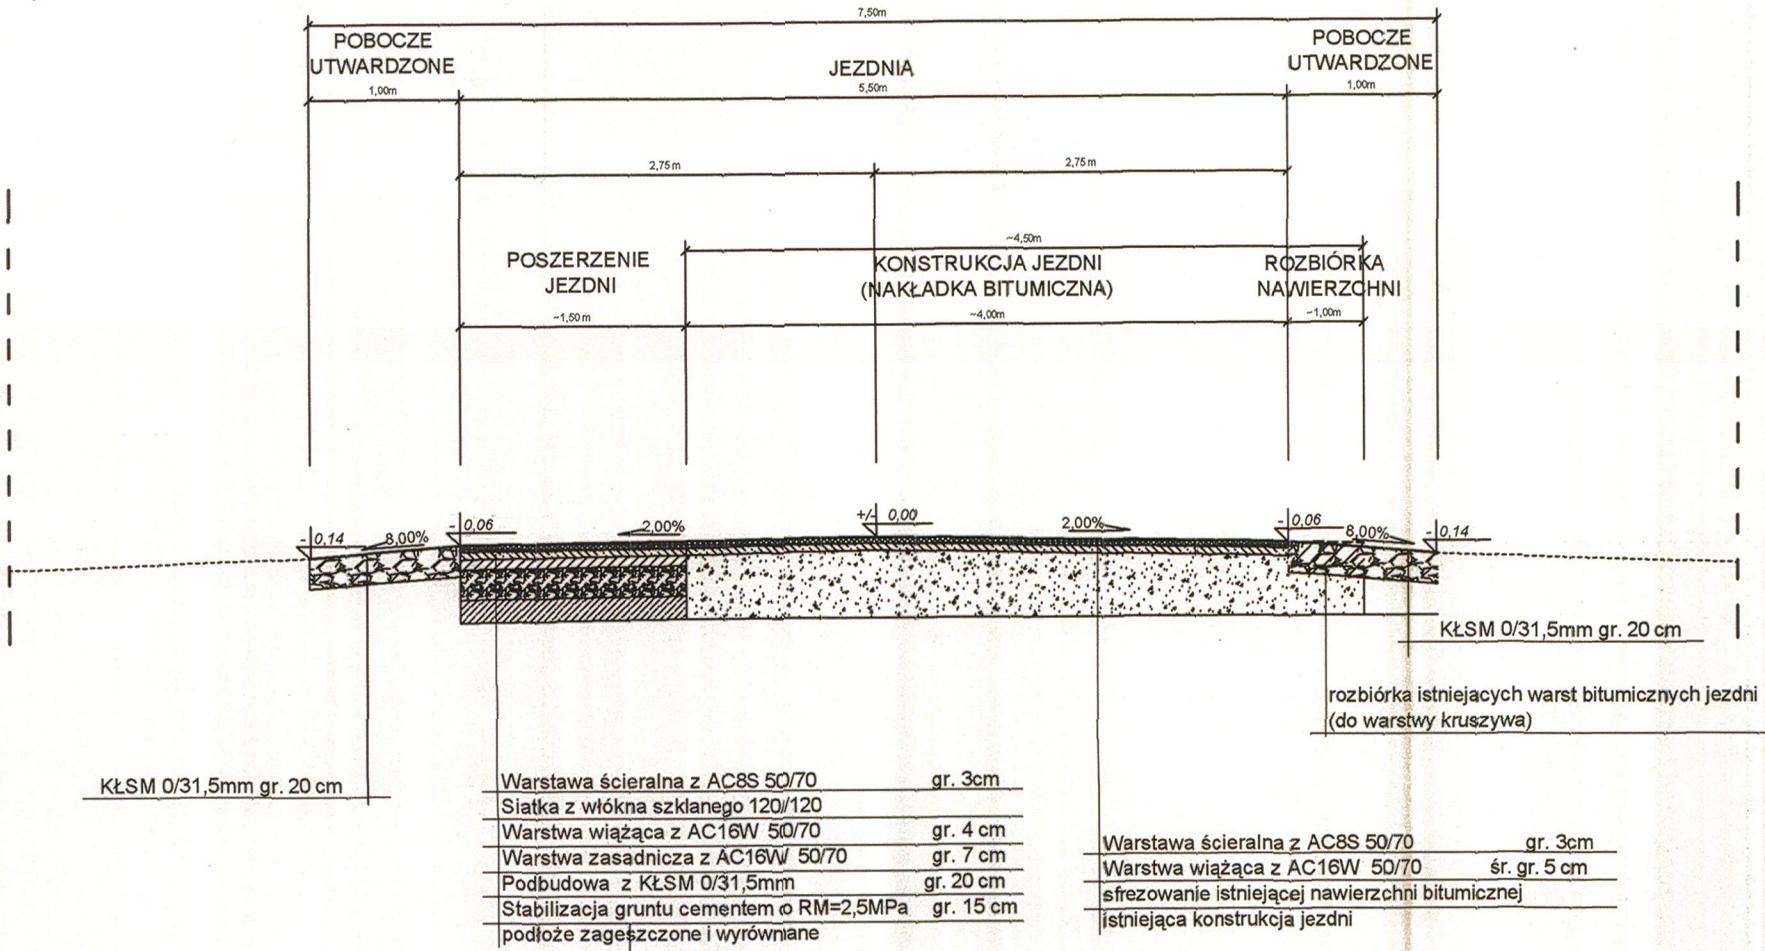 7,50m
POBOCZE
UTWARDZONE
JEZDNIA
POBOCZE
UTWARDZONE
1,00m
5,50m
1,00m
2,75m
2,75m
~4,50m
POSZERZENIE
JEZDNI
KONSTRUKCJA JEZDNI
(NAKŁADKA BITUMICZNA)
ROZBIÓRKA
NAWIERZCHNI
~1,50m
~4,00m
~1,00m
- 0,14
8,00%
- 0,06
2,00%
+/- 0,00
2,00%
- 0,06
8,00%
- 0,14
KŁSM 0/31,5mm gr. 20 cm
rozbiórka istniejących warst bitumicznych jezdni
(do warstwy kruszywa)
KŁSM 0/31,5mm gr. 20 cm
Warstawa ścieralna z AC8S 50/70 gr. 3cm
Siatka z włókna szklanego 120/120
Warstwa wiążąca z AC16W 50/70 gr. 4 cm
Warstwa zasadnicza z AC16W 50/70 gr. 7 cm
Podbudowa z KŁSM 0/31,5mm gr. 20 cm
Stabilizacja gruntu cementem o RM=2,5MPa gr. 15 cm
podłoże zagęszczone i wyrównane
Warstawa ścieralna z AC8S 50/70 gr. 3cm
Warstwa wiążąca z AC16W 50/70 śr. gr. 5 cm
sfrezowanie istniejącej nawierzchni bitumicznej
istniejąca konstrukcja jezdni